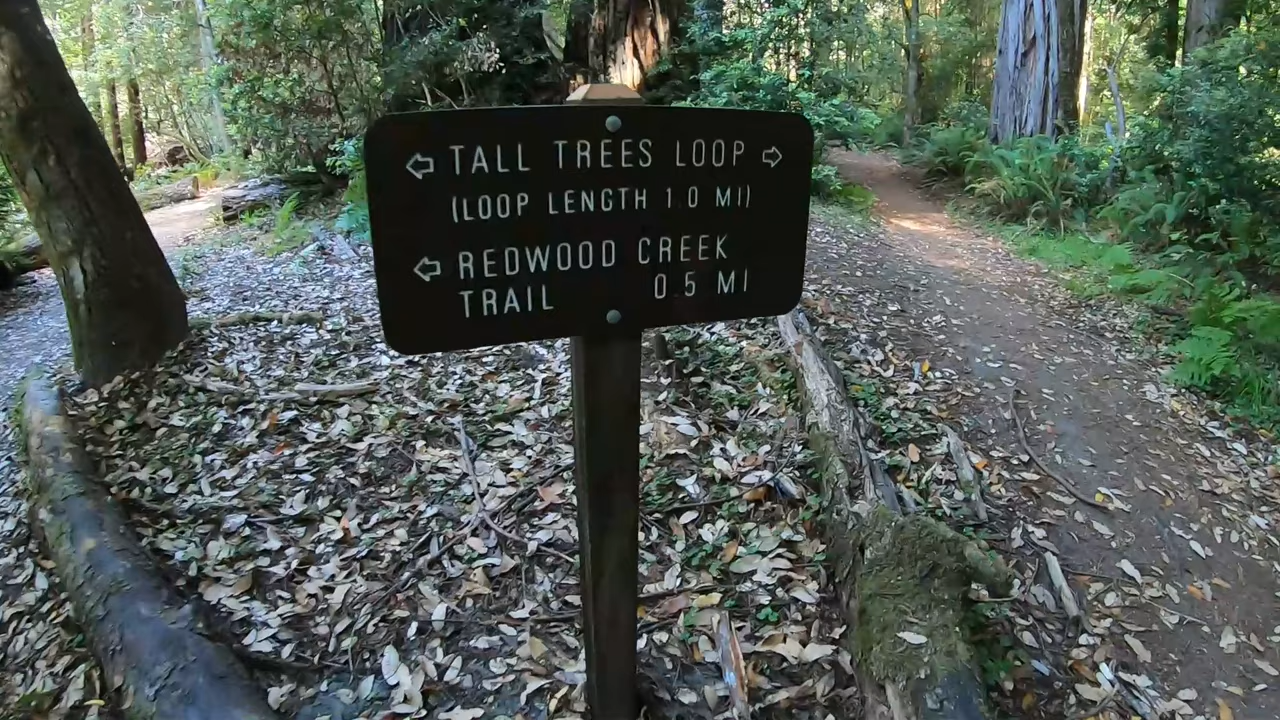 TALL TREES LOOP
(LOOP LENGTH 1.0 MI)
REDWOOD CREEK
TRAIL 0.5 MI